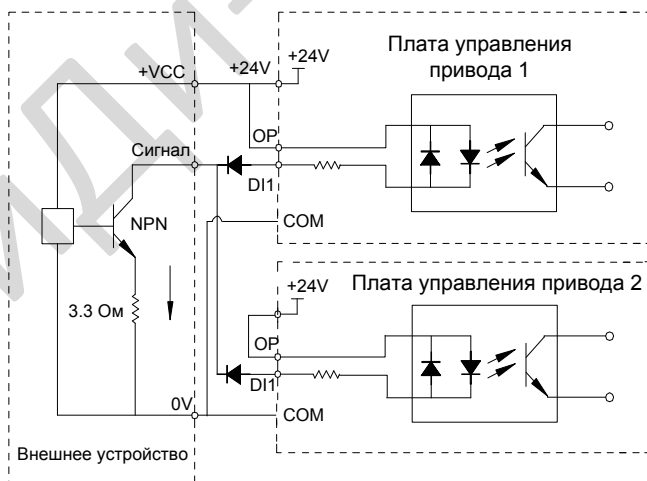 Плата управления
привода 1
+24V
+VCC
+24V
OP
Сигнал
DI1
NPN
COM
3.3 Ом
Плата управления привода 2
+24V
OP
DI1
0V
COM
Внешнее устройство